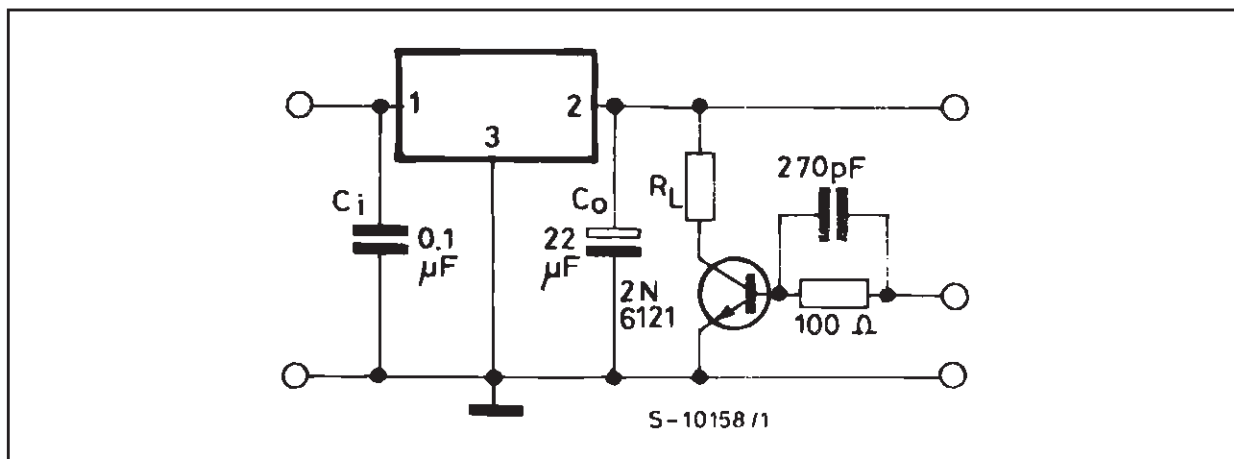 1
2
3
Ci
0.1
µF
Co
22
µF
2N
6121
RL
270pF
100 Ω
S-10158/1